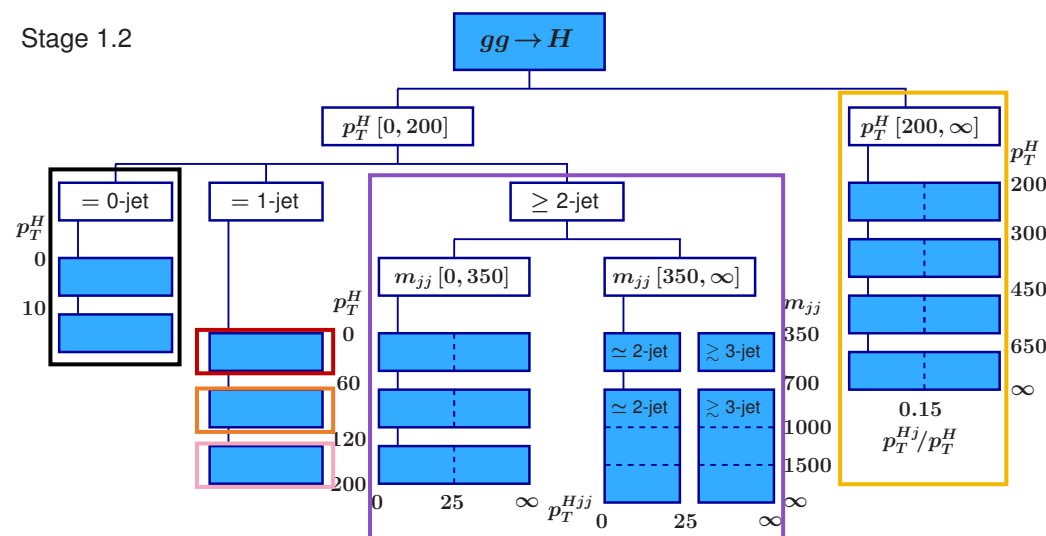 Stage 1.2
gg → H
p_T^H [0, 200]
p_T^H [200, ∞]
= 0-jet
= 1-jet
≥ 2-jet
p_T^H
0
10
m_jj [0, 350]
m_jj [350, ∞]
p_T^H
0
60
120
200
0 25 ∞
≃ 2-jet ≳ 3-jet
≃ 2-jet ≳ 3-jet
m_jj
350
700
1000
1500
∞
p_T^Hjj
0 25 ∞
p_T^H
200
300
450
650
∞
0.15
p_T^Hj/p_T^H